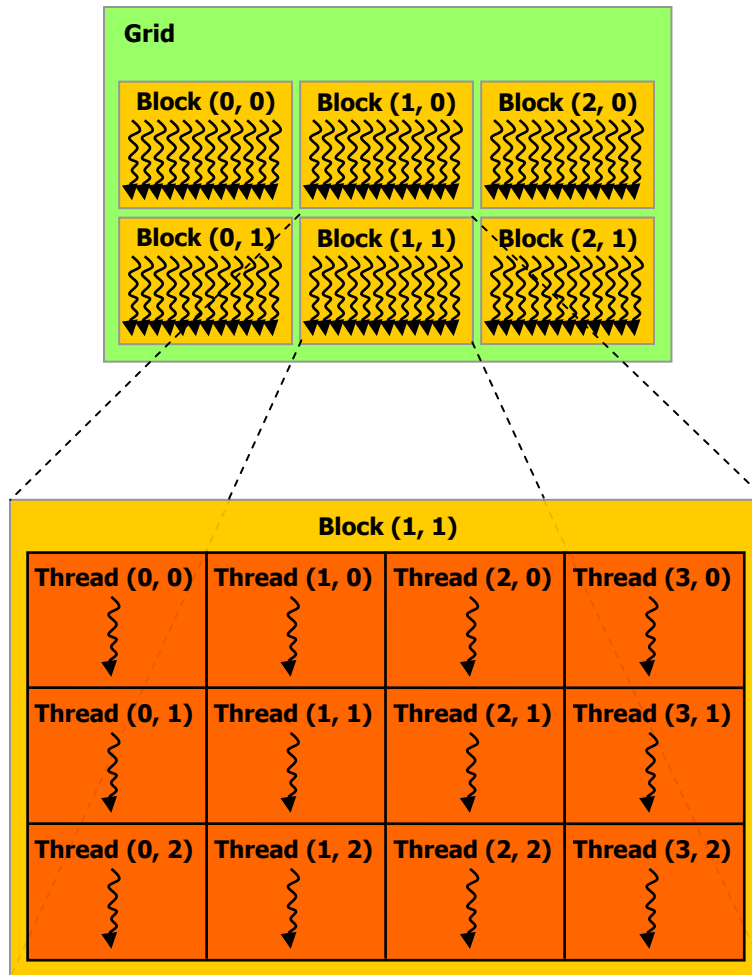 Grid
Block (0, 0) Block (1, 0) Block (2, 0)
Block (0, 1) Block (1, 1) Block (2, 1)
Block (1, 1)
Thread (0, 0) Thread (1, 0) Thread (2, 0) Thread (3, 0)
Thread (0, 1) Thread (1, 1) Thread (2, 1) Thread (3, 1)
Thread (0, 2) Thread (1, 2) Thread (2, 2) Thread (3, 2)